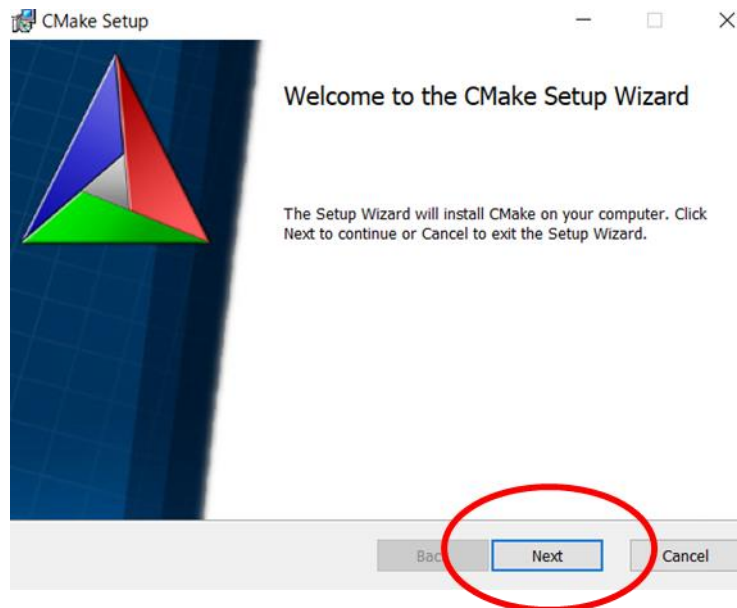 CMake Setup
Welcome to the CMake Setup Wizard
The Setup Wizard will install CMake on your computer. Click
Next to continue or Cancel to exit the Setup Wizard.
Next Cancel